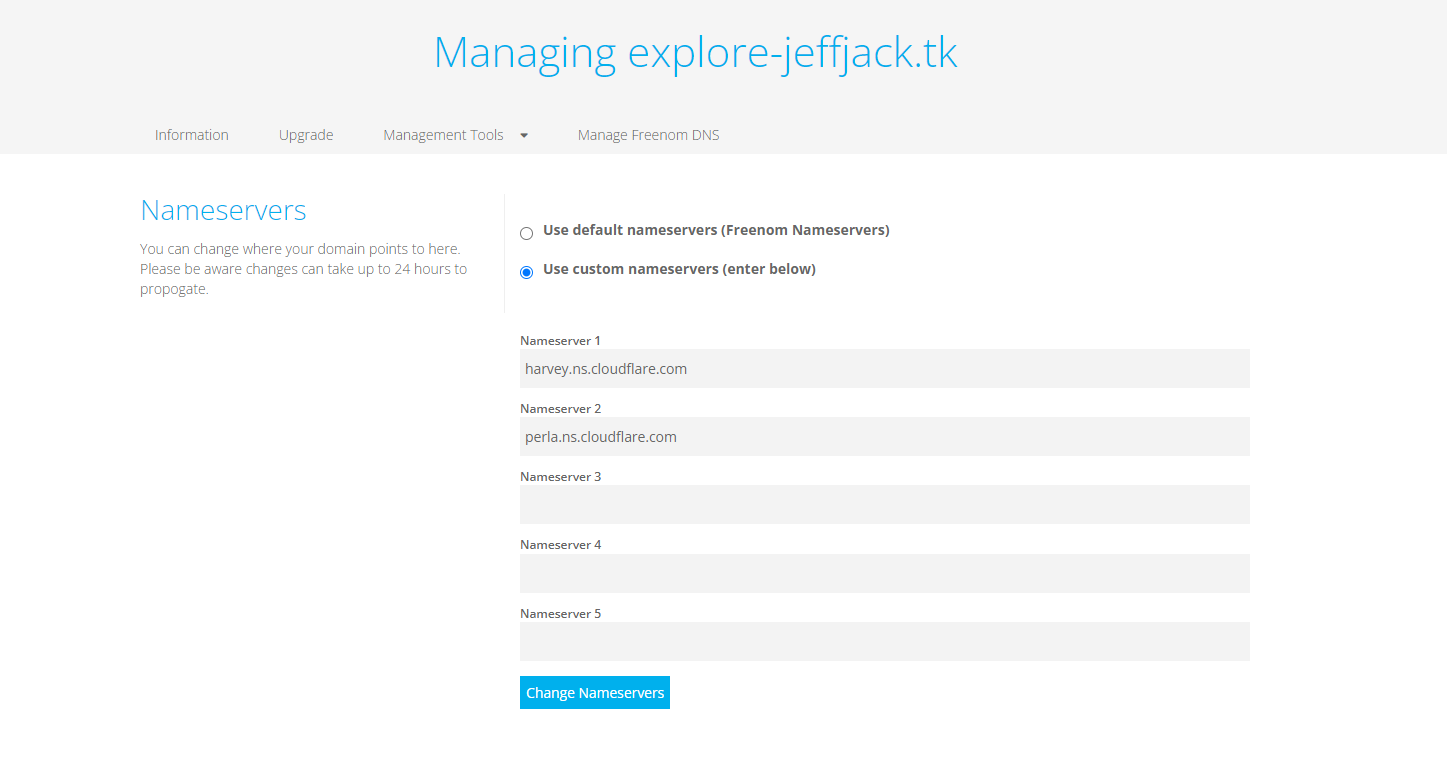 Managing explore-jeffjack.tk
Information
Upgrade
Management Tools
Manage Freenom DNS
Nameservers
You can change where your domain points to here.
Please be aware changes can take up to 24 hours to
propogate.
Use default nameservers (Freenom Nameservers)
Use custom nameservers (enter below)
Nameserver 1
harvey.ns.cloudflare.com
Nameserver 2
perla.ns.cloudflare.com
Nameserver 3
Nameserver 4
Nameserver 5
Change Nameservers